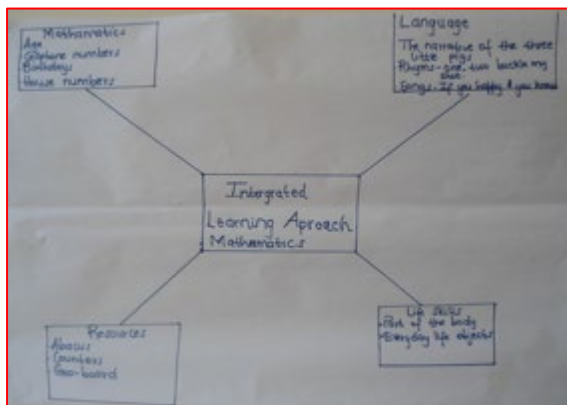 Mathematics
Age
Cellphone numbers
Birthdays
House numbers
Language
The narrative of the three
little pigs
Rhyms - one, two buckle my
shoe
Songs - If you happy & you know
Intergrated
Learning Aproach
Mathematics
Resources
Abacus
Counters
Geo-board
Life skills
Part of the body
Everyday life objects